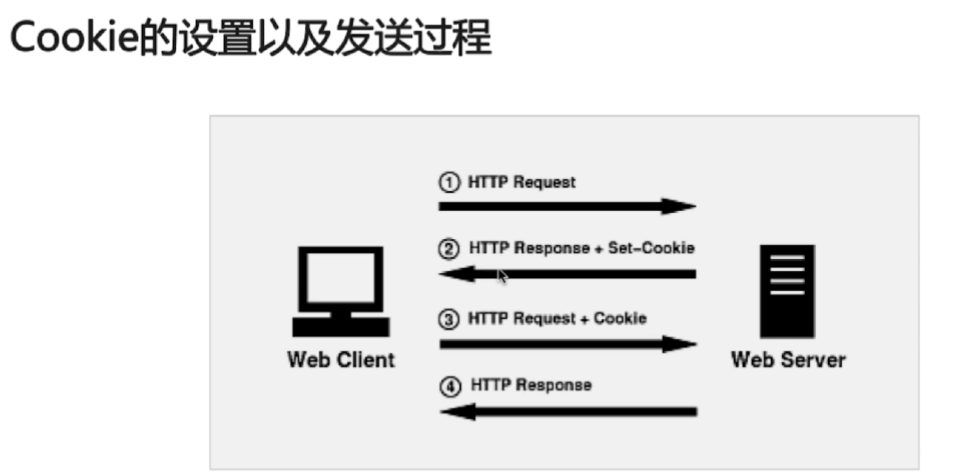 Cookie的设置以及发送过程
① HTTP Request
② HTTP Response + Set-Cookie
③ HTTP Request + Cookie
Web Client
Web Server
④ HTTP Response